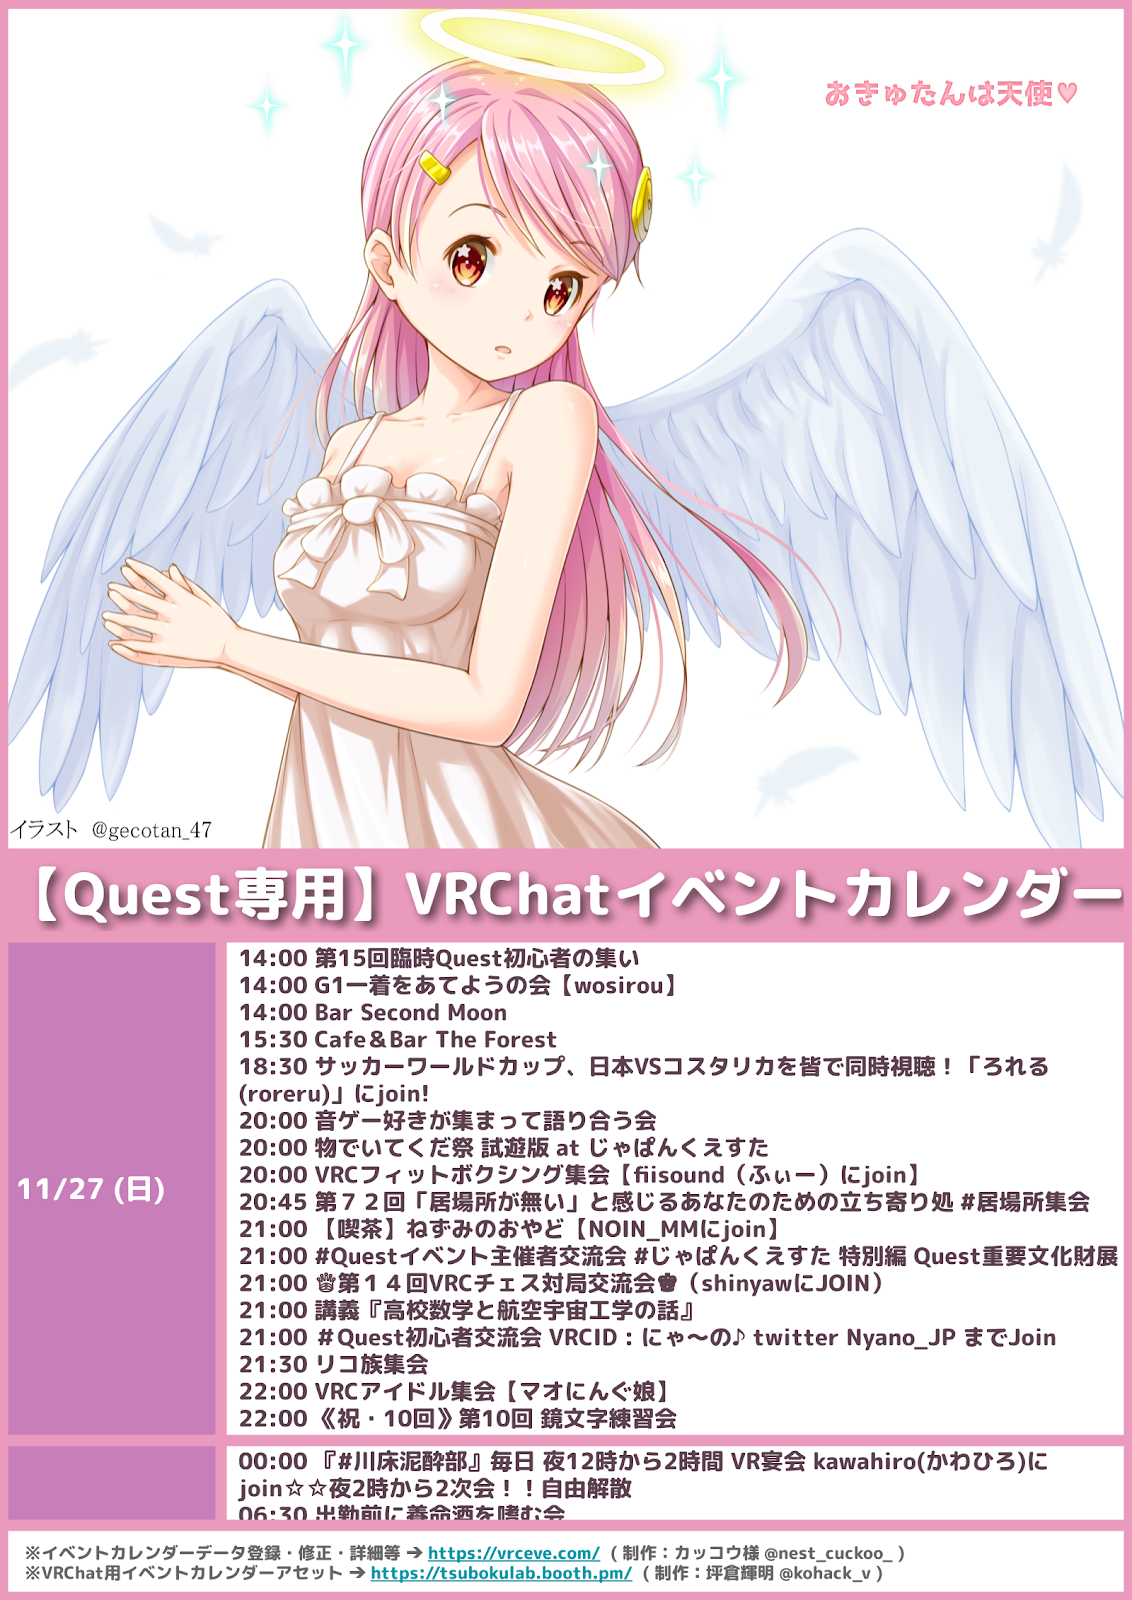 おきゅたんは天使♥
イラスト @gecotan_47
【Quest専用】VRChatイベントカレンダー
11/27 (日)
14:00 第15回臨時Quest初心者の集い
14:00 G1一着をあてようの会【wosirou】
14:00 Bar Second Moon
15:30 Cafe＆Bar The Forest
18:30 サッカーワールドカップ、日本VSコスタリカを皆で同時視聴！「ろれる
(roreru)」にjoin!
20:00 音ゲー好きが集まって語り合う会
20:00 物でいてくだ祭 試遊版 at じゃぱんくえすた
20:00 VRCフィットボクシング集会【fiisound（ふぃー）にjoin】
20:45 第７２回「居場所が無い」と感じるあなたのための立ち寄り処 #居場所集会
21:00 【喫茶】ねずみのおやど【NOIN_MMにjoin】
21:00 #Questイベント主催者交流会 #じゃぱんくえすた 特別編 Quest重要文化財展
21:00 ♕第１４回VRCチェス対局交流会♚（shinyawにJOIN）
21:00 講義『高校数学と航空宇宙工学の話』
21:00 ＃Quest初心者交流会 VRCID：にゃ～の♪ twitter Nyano_JP までJoin
21:30 リコ族集会
22:00 VRCアイドル集会【マオにんぐ娘】
22:00 《祝・10回》第10回 鏡文字練習会
00:00 『#川床泥酔部』毎日 夜12時から2時間 VR宴会 kawahiro(かわひろ)に
join☆☆夜2時から2次会！！自由解散
06:30 出勤前に養命酒を嗜む会
※イベントカレンダーデータ登録・修正・詳細等 ➔ https://vrceve.com/ （制作：カッコウ様 @nest_cuckoo_ ）
※VRChat用イベントカレンダーアセット ➔ https://tsubokulab.booth.pm/ （制作：坪倉輝明 @kohack_v ）